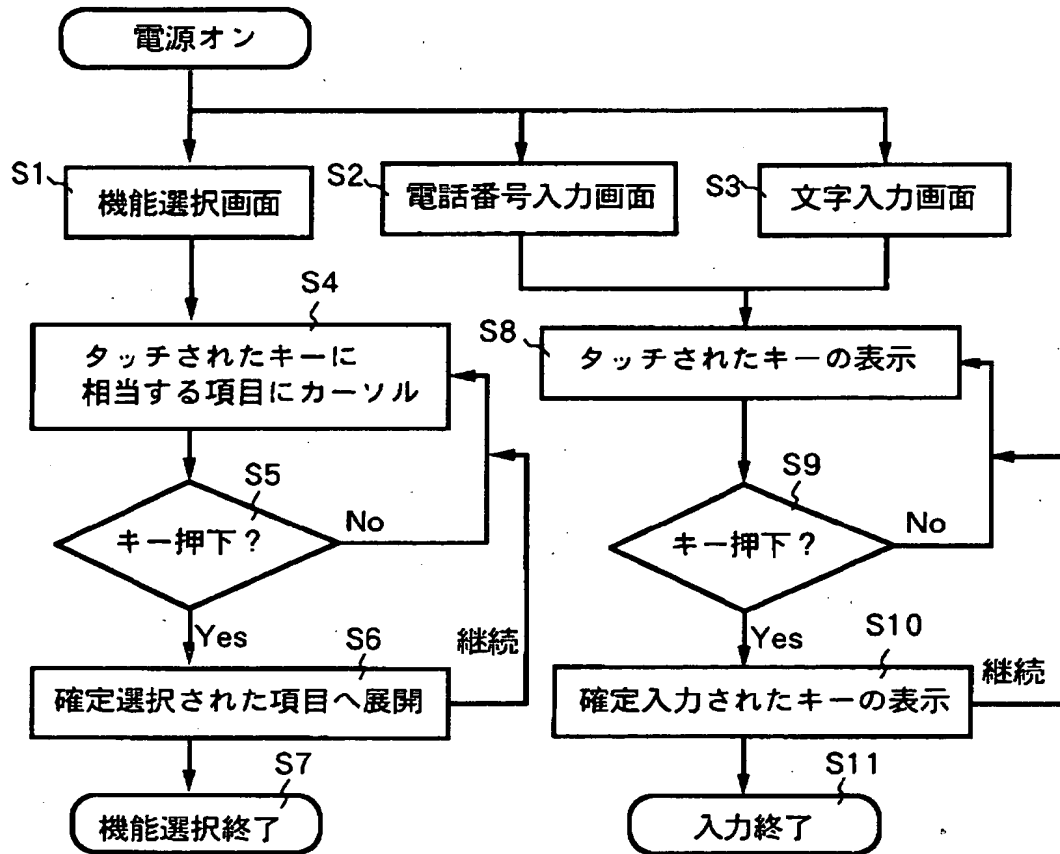 電源オン
S1
機能選択画面
S2
電話番号入力画面
S3
文字入力画面
S4
タッチされたキーに
相当する項目にカーソル
S8
タッチされたキーの表示
S5
キー押下?
No
S9
キー押下?
No
Yes
S6
継続
確定選択された項目へ展開
Yes
S10
継続
確定入力されたキーの表示
S7
機能選択終了
S11
入力終了